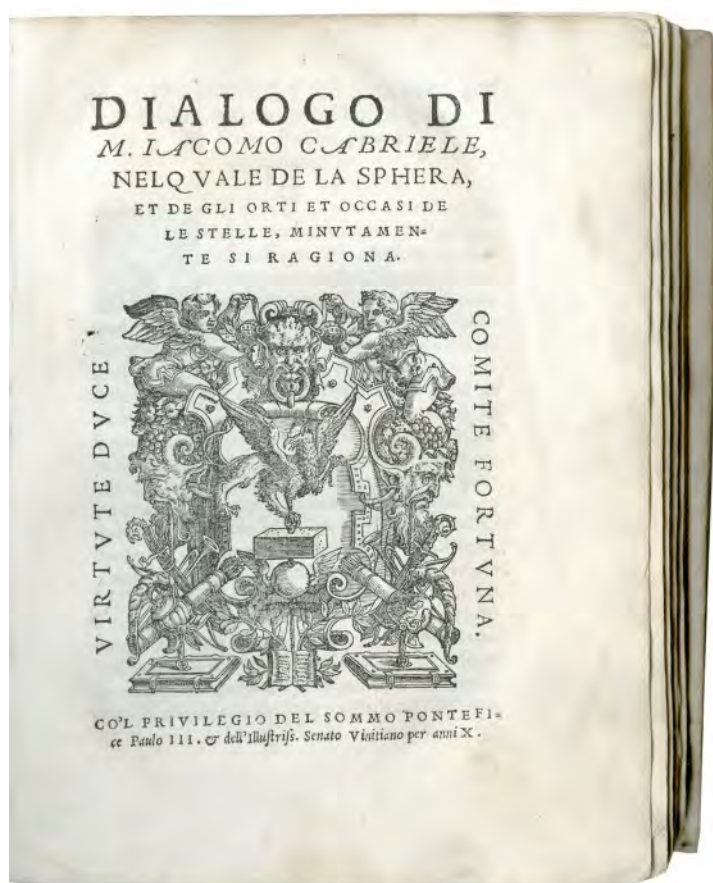 DIALOGO DI
M. IACOMO GABRIELE,
NELQVALE DE LA SPHERA,
ET DE GLI ORTI ET OCCASI DE
LE STELLE, MINVTAMEN=
TE SI RAGIONA.
VIRTVTE DVCE
COMITE FORTVNA.
CO'L PRIVILEGIO DEL SOMMO PONTEFI=
ce Paulo III. & dell'Illuſtriſs. Senato Vinitiano per anni X.